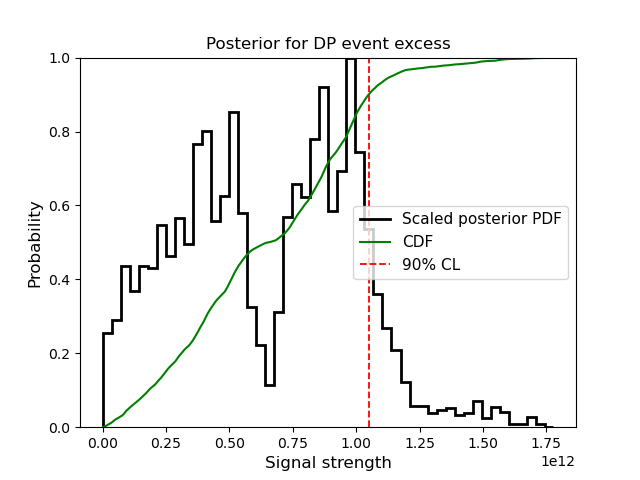 Posterior for DP event excess
1.0
0.8
0.6
0.4
0.2
0.0
Probability
Scaled posterior PDF
CDF
90% CL
0.00 0.25 0.50 0.75 1.00 1.25 1.50 1.75
1e12
Signal strength